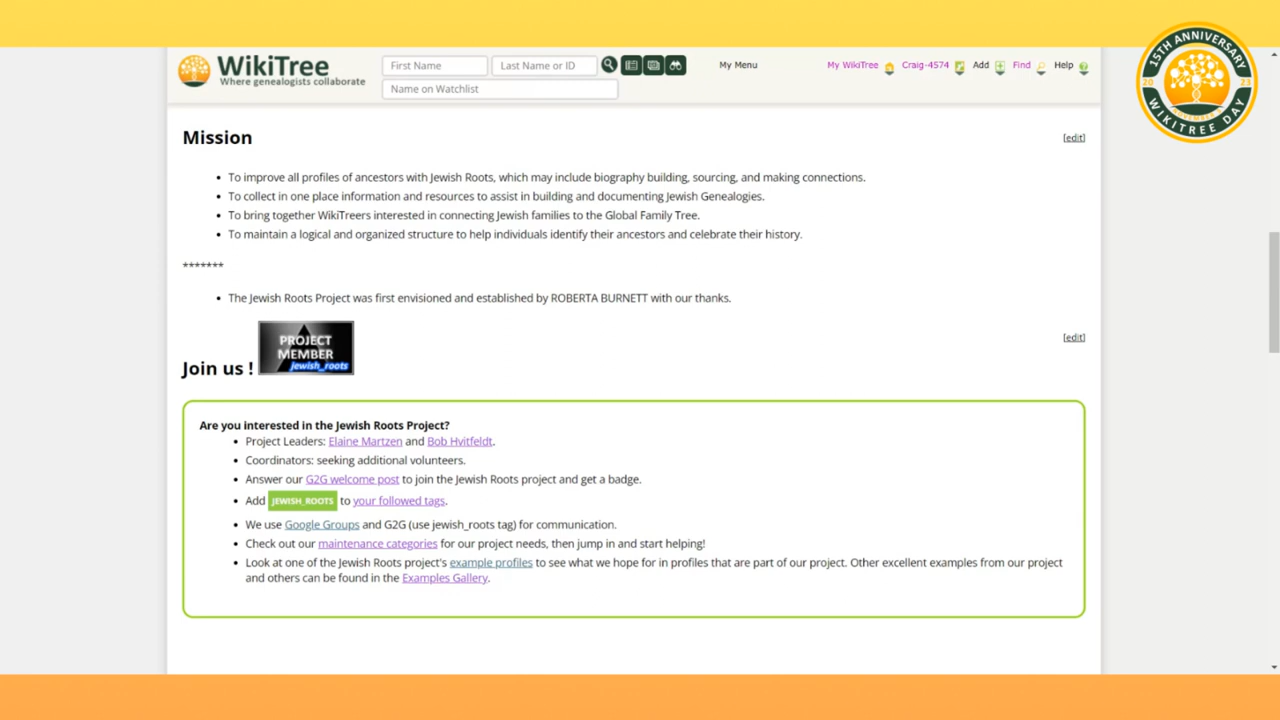 WikiTree
Where genealogists collaborate
First Name
Last Name or ID
Name on Watchlist
My Menu
My WikiTree
Craig-4574
Add
Find
Help
15TH ANNIVERSARY
20 23
NOVEMBER 5
WIKITREE DAY
Mission
[edit]
• To improve all profiles of ancestors with Jewish Roots, which may include biography building, sourcing, and making connections.
• To collect in one place information and resources to assist in building and documenting Jewish Genealogies.
• To bring together WikiTreers interested in connecting Jewish families to the Global Family Tree.
• To maintain a logical and organized structure to help individuals identify their ancestors and celebrate their history.
*******
• The Jewish Roots Project was first envisioned and established by ROBERTA BURNETT with our thanks.
[edit]
PROJECT
MEMBER
jewish_roots
Join us !
Are you interested in the Jewish Roots Project?
• Project Leaders: Elaine Martzen and Bob Hvitfeldt.
• Coordinators: seeking additional volunteers.
• Answer our G2G welcome post to join the Jewish Roots project and get a badge.
• Add JEWISH_ROOTS to your followed tags.
• We use Google Groups and G2G (use jewish_roots tag) for communication.
• Check out our maintenance categories for our project needs, then jump in and start helping!
• Look at one of the Jewish Roots project's example profiles to see what we hope for in profiles that are part of our project. Other excellent examples from our project
and others can be found in the Examples Gallery.